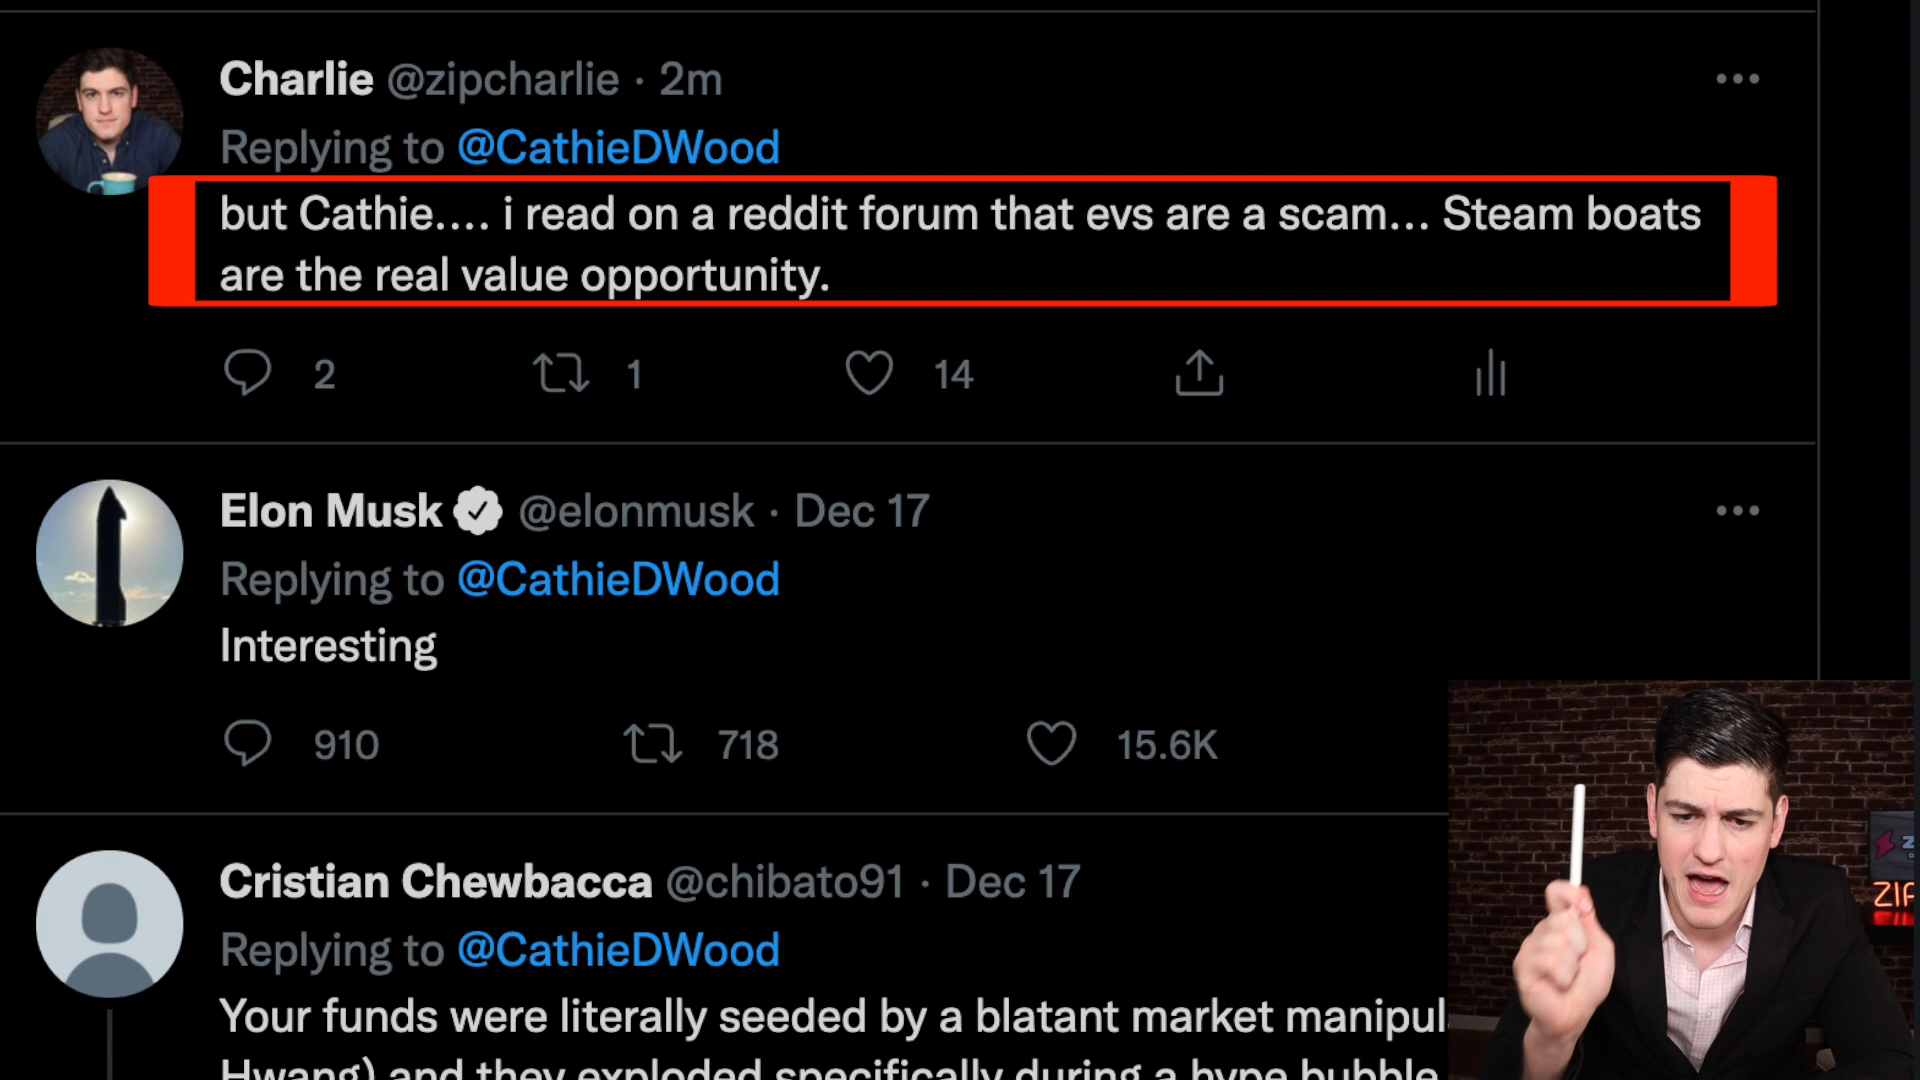 Charlie @zipcharlie · 2m
Replying to @CathieDWood
but Cathie.... i read on a reddit forum that evs are a scam... Steam boats
are the real value opportunity.
2 1 14
Elon Musk @elonmusk · Dec 17
Replying to @CathieDWood
Interesting
910 718 15.6K
Cristian Chewbacca @chibato91 · Dec 17
Replying to @CathieDWood
Your funds were literally seeded by a blatant market
Hwang) and they exploded specifically during a hype bubble